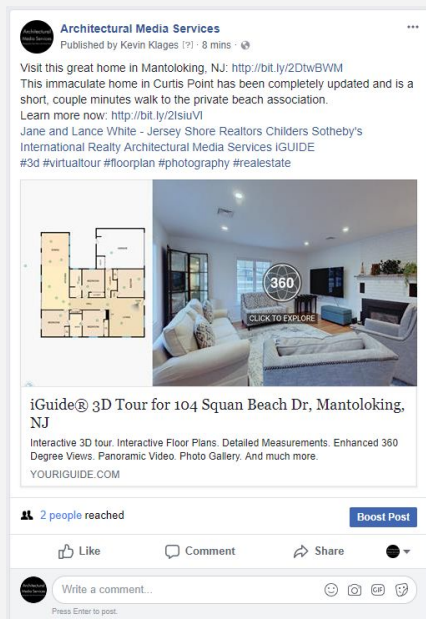 Architectural Media Services
Published by Kevin Klages [?] · 8 mins ·
Visit this great home in Mantoloking, NJ: http://bit.ly/2DtwBWM
This immaculate home in Curtis Point has been completely updated and is a
short, couple minutes walk to the private beach association.
Learn more now: http://bit.ly/2IsiuVI
Jane and Lance White - Jersey Shore Realtors Childers Sotheby's
International Realty Architectural Media Services iGUIDE
#3d #virtualtour #floorplan #photography #realestate
360
CLICK TO EXPLORE
iGuide® 3D Tour for 104 Squan Beach Dr, Mantoloking,
NJ
Interactive 3D tour. Interactive Floor Plans. Detailed Measurements. Enhanced 360
Degree Views. Panoramic Video. Photo Gallery. And much more.
YOURIGUIDE.COM
2 people reached
Boost Post
Like
Comment
Share
Architectural
Media Services
Write a comment...
GIF
Press Enter to post.